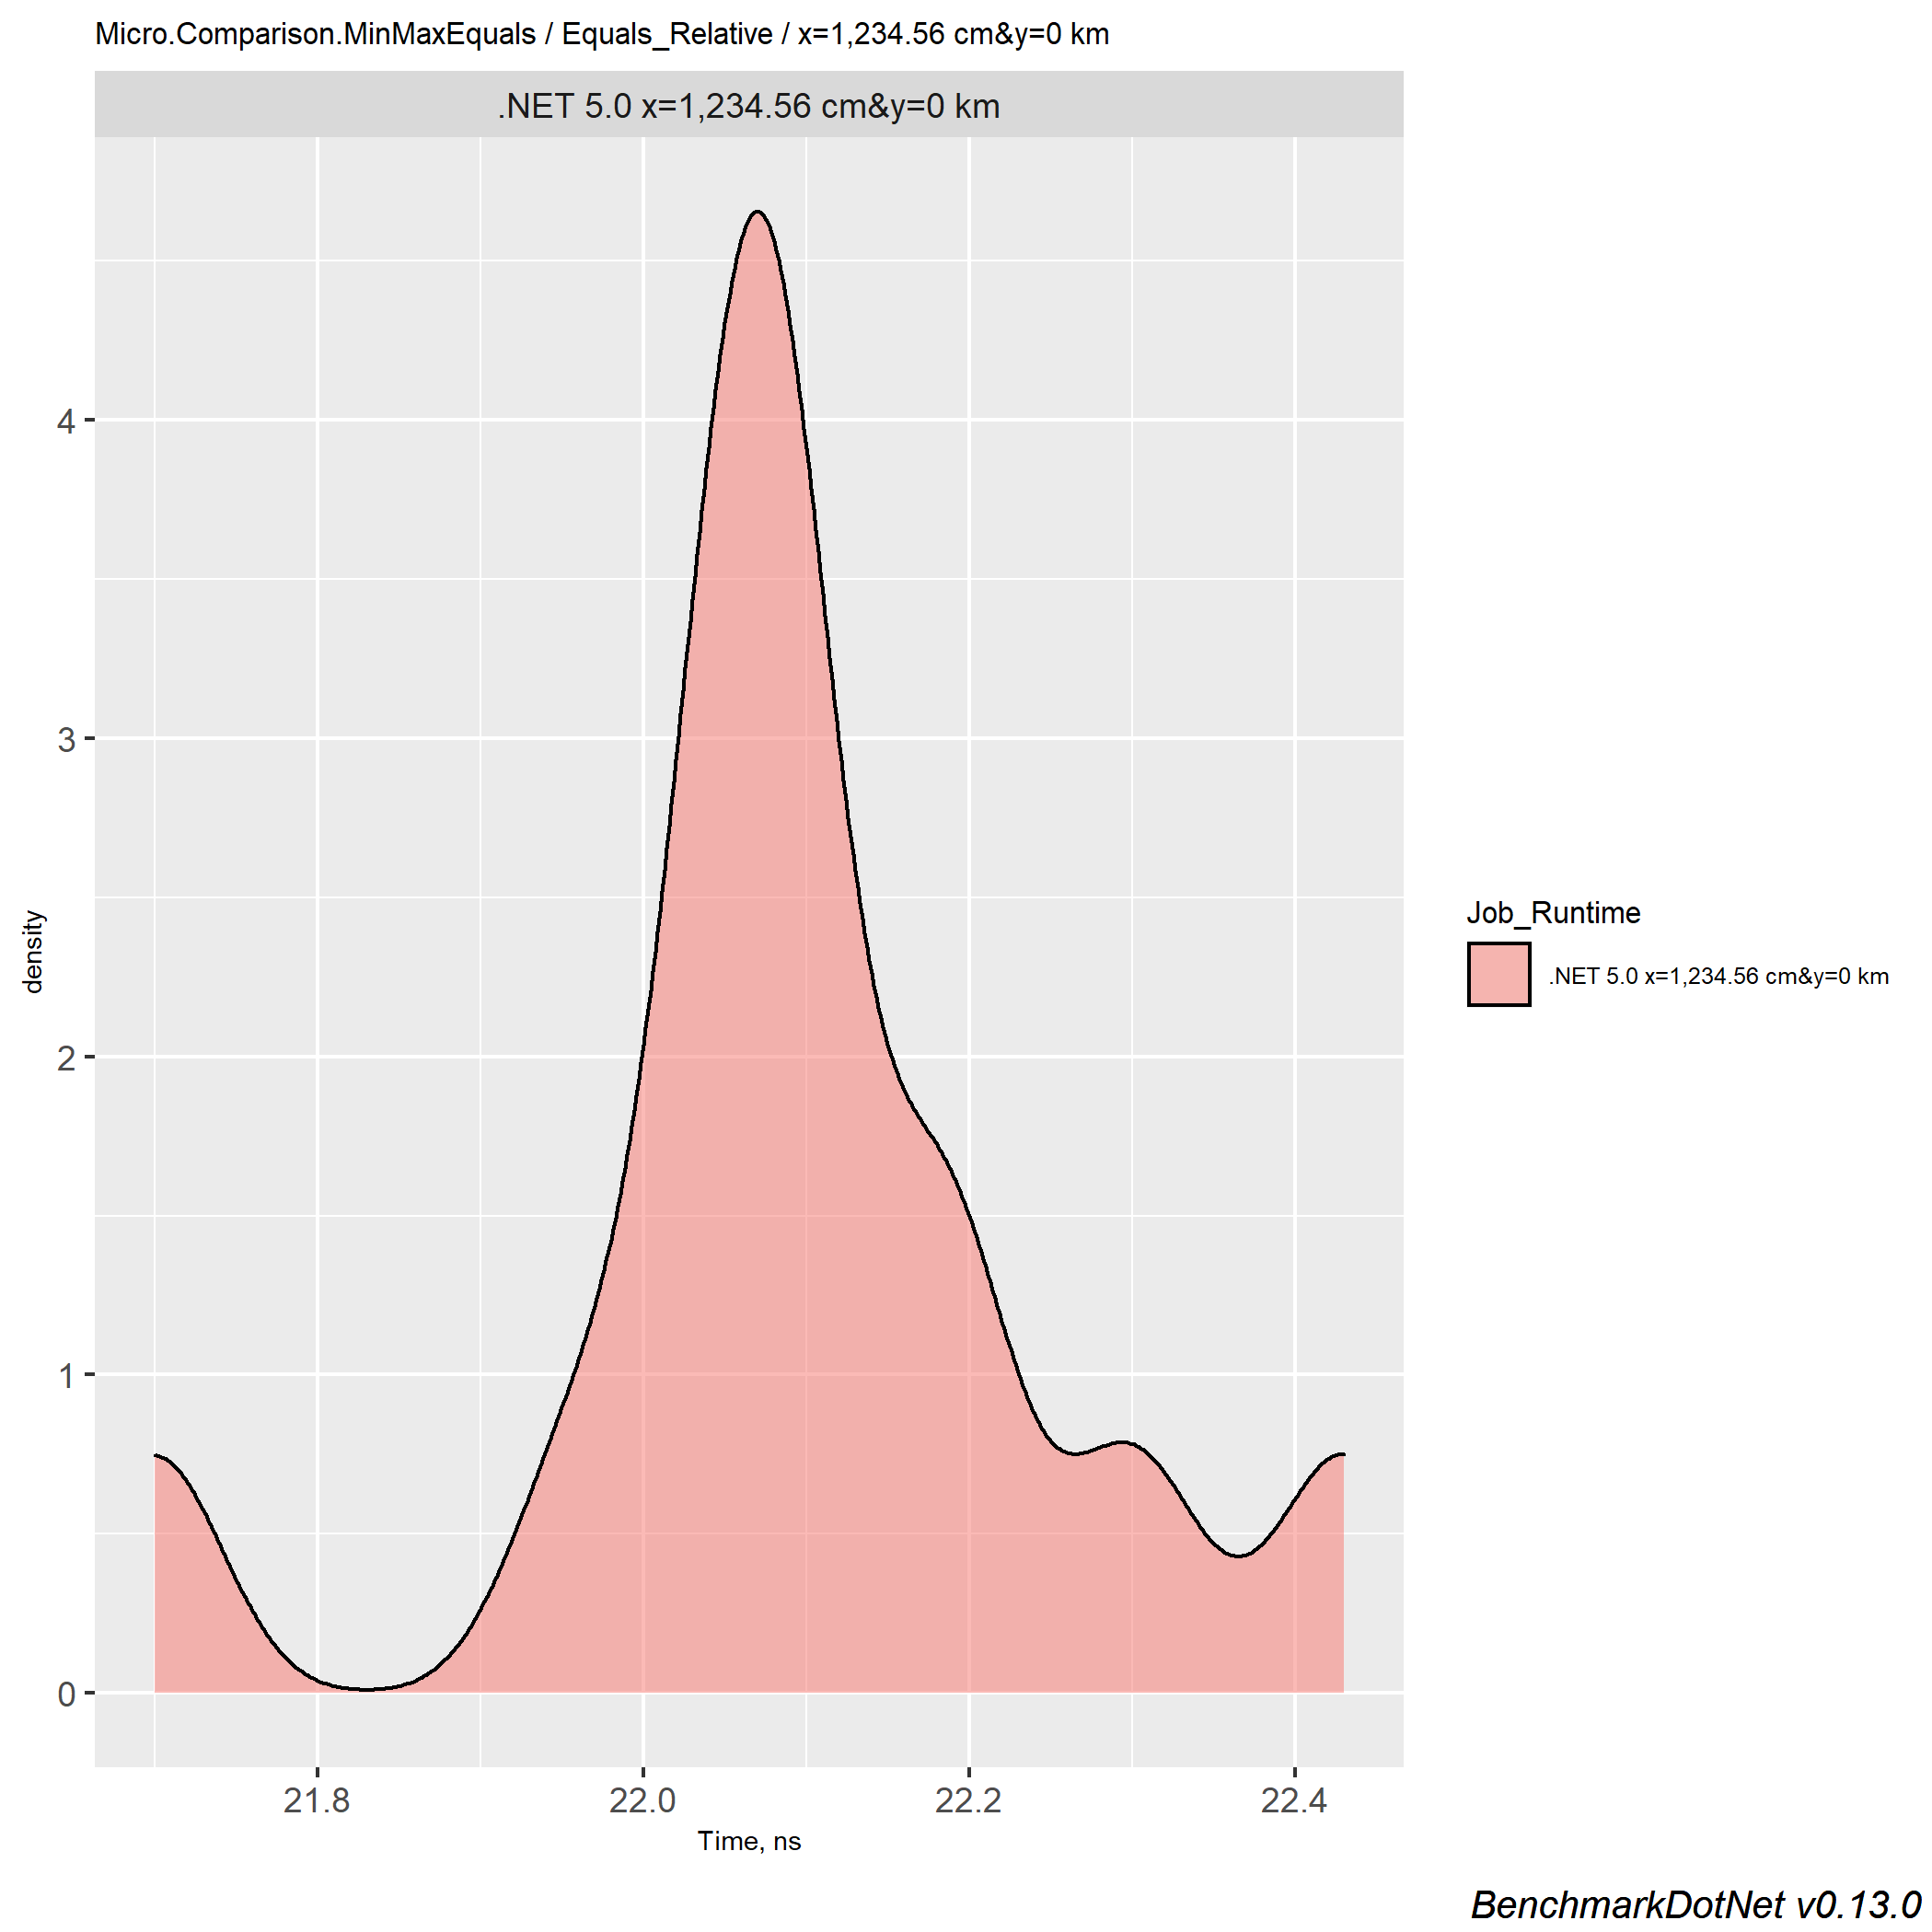 Micro.Comparison.MinMaxEquals / Equals_Relative / x=1,234.56 cm&y=0 km
.NET 5.0 x=1,234.56 cm&y=0 km
4
3
2
1
0
density
21.8 22.0 22.2 22.4
Time, ns
Job_Runtime
.NET 5.0 x=1,234.56 cm&y=0 km
BenchmarkDotNet v0.13.0